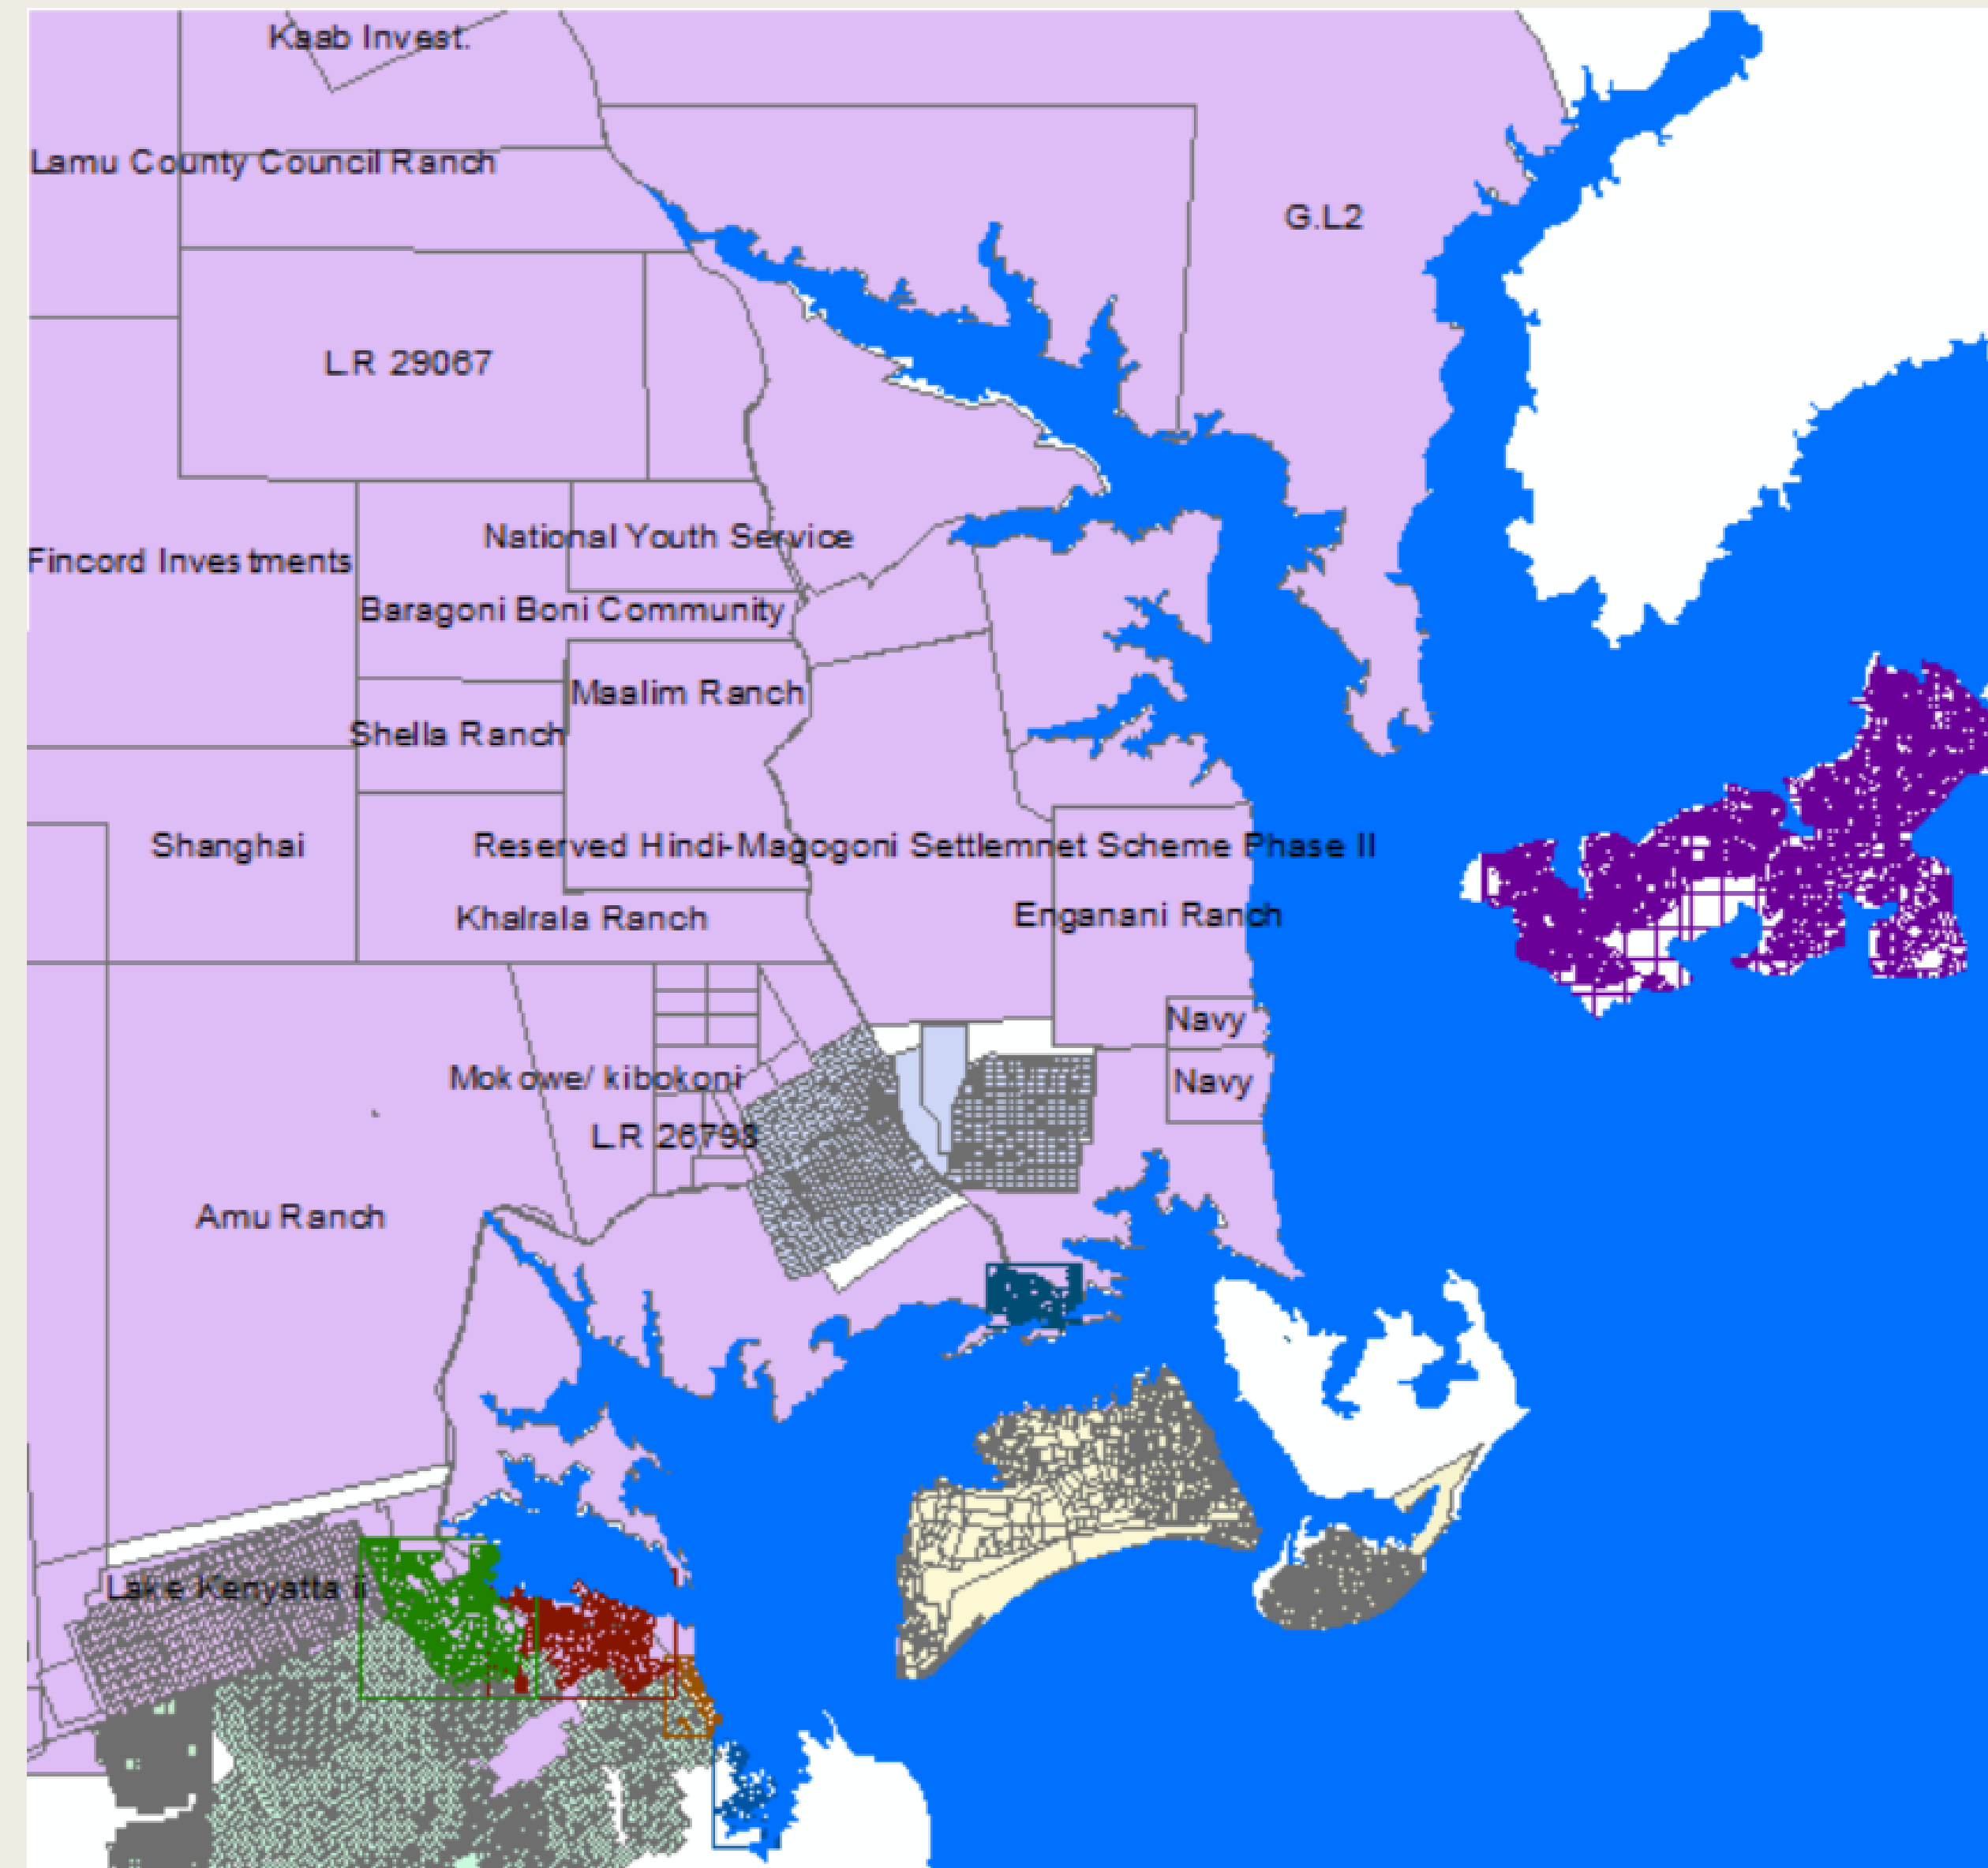 Kaab Invest.
Lamu County Council Ranch
G.L2
L.R 29067
National Youth Service
Fincord Investments
Baragoni Boni Community
Maalim Ranch
Shella Ranch
Shanghai
Reserved Hindi-Magogoni Settlemnet Scheme Phase II
Khairala Ranch
Enganani Ranch
Navy
Mokowe/ kibokoni
Navy
L.R 26793
Amu Ranch
Lake Kenyatta ii